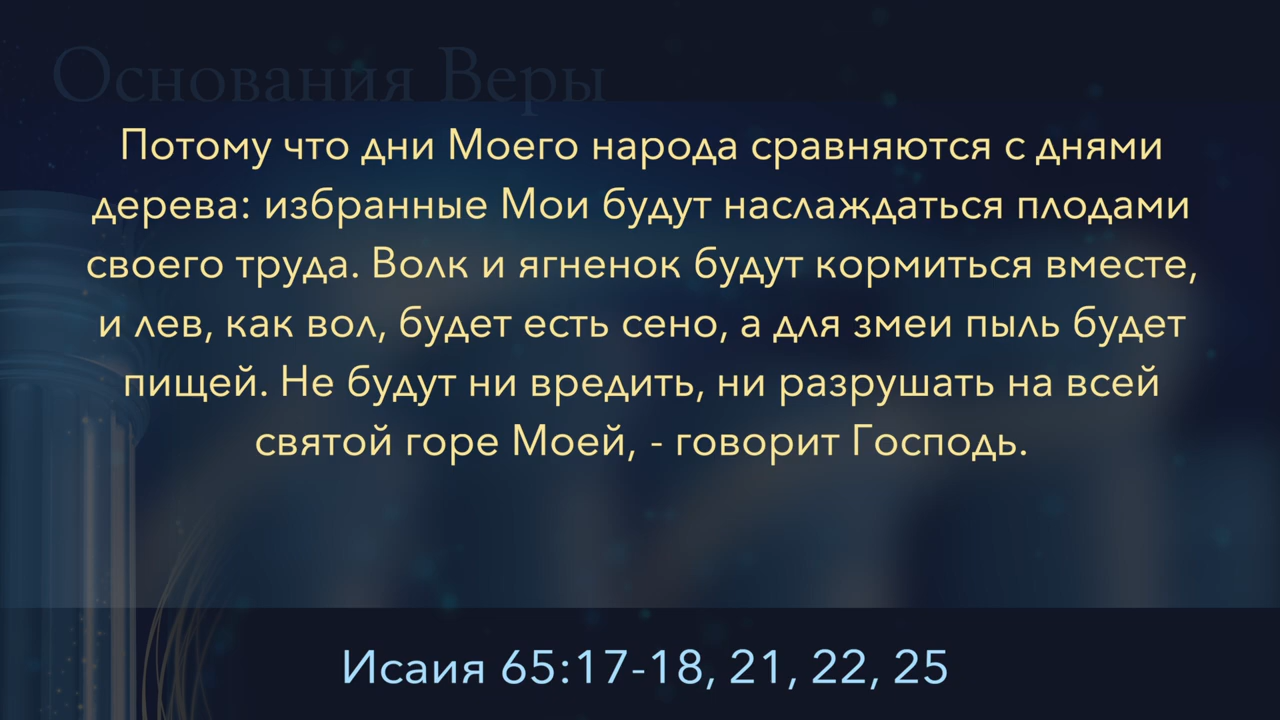 Основания Веры
Потому что дни Моего народа сравняются с днями
дерева: избранные Мои будут наслаждаться плодами
своего труда. Волк и ягненок будут кормиться вместе,
и лев, как вол, будет есть сено, а для змеи пыль будет
пищей. Не будут ни вредить, ни разрушать на всей
святой горе Моей, - говорит Господь.
Исаия 65:17-18, 21, 22, 25